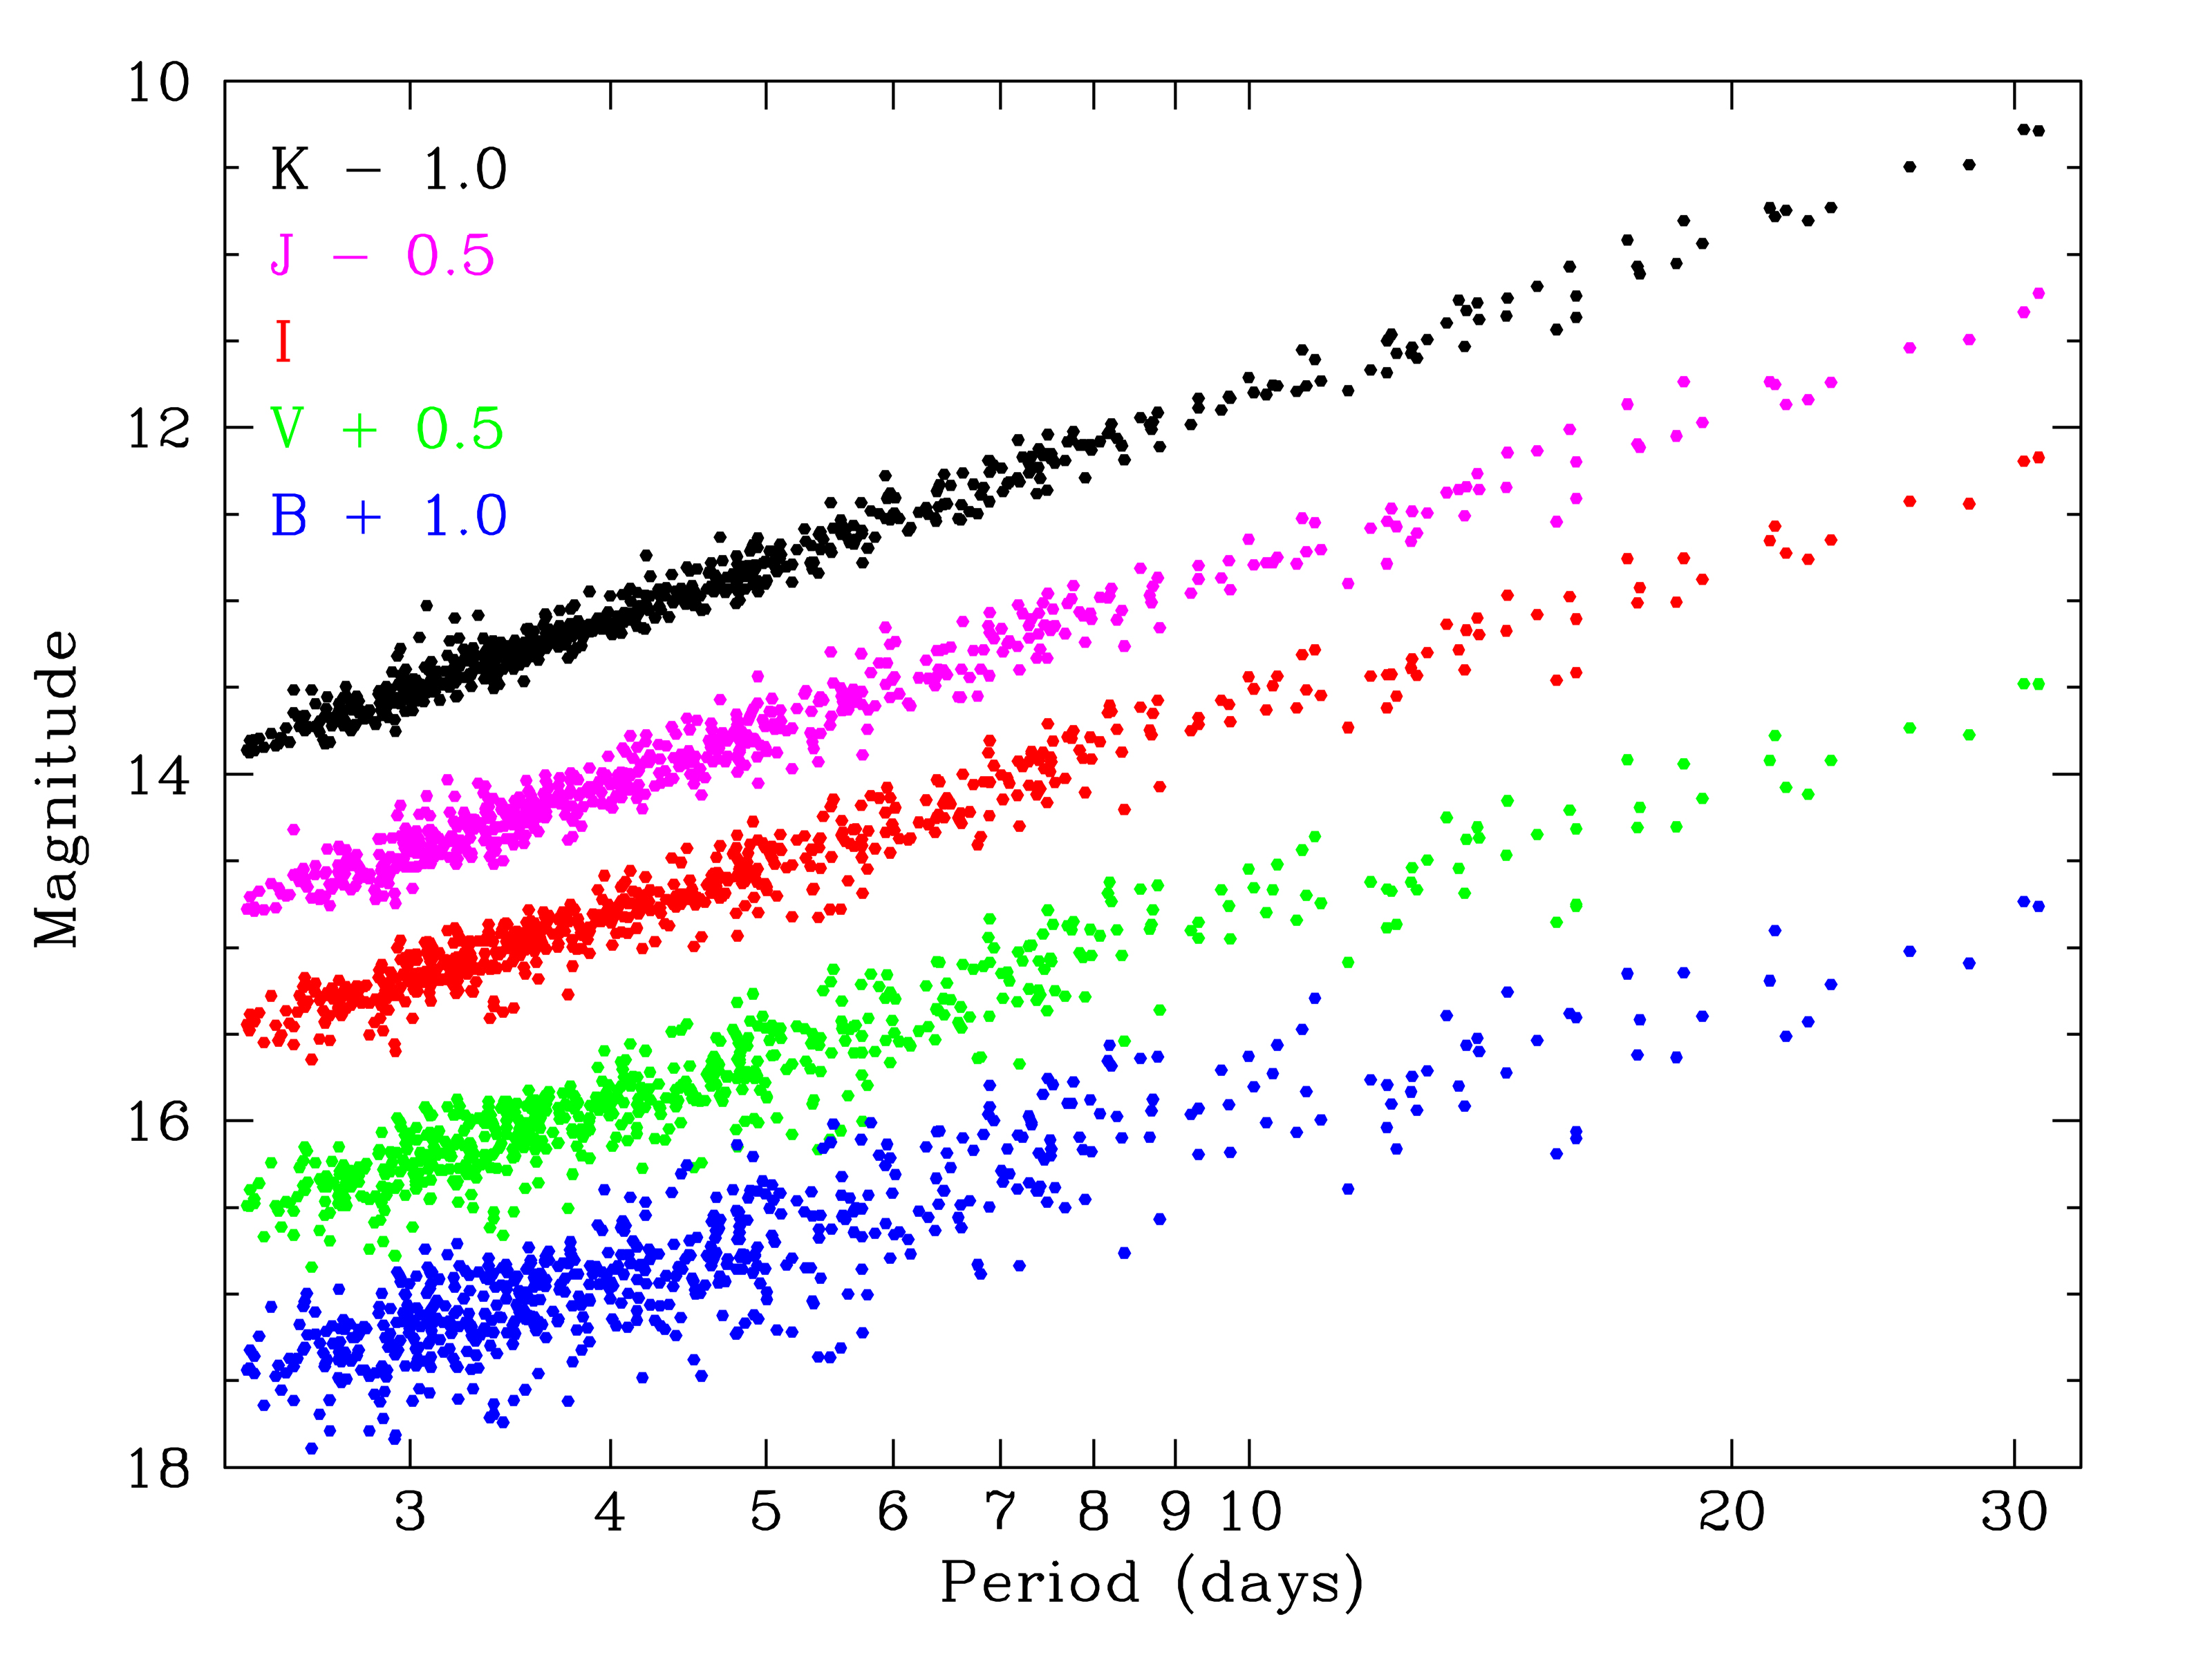 10
K - 1.0
J - 0.5
I
12
V + 0.5
B + 1.0
Magnitude
14
16
18
3 4 5 6 7 8 9 10 20 30
Period (days)